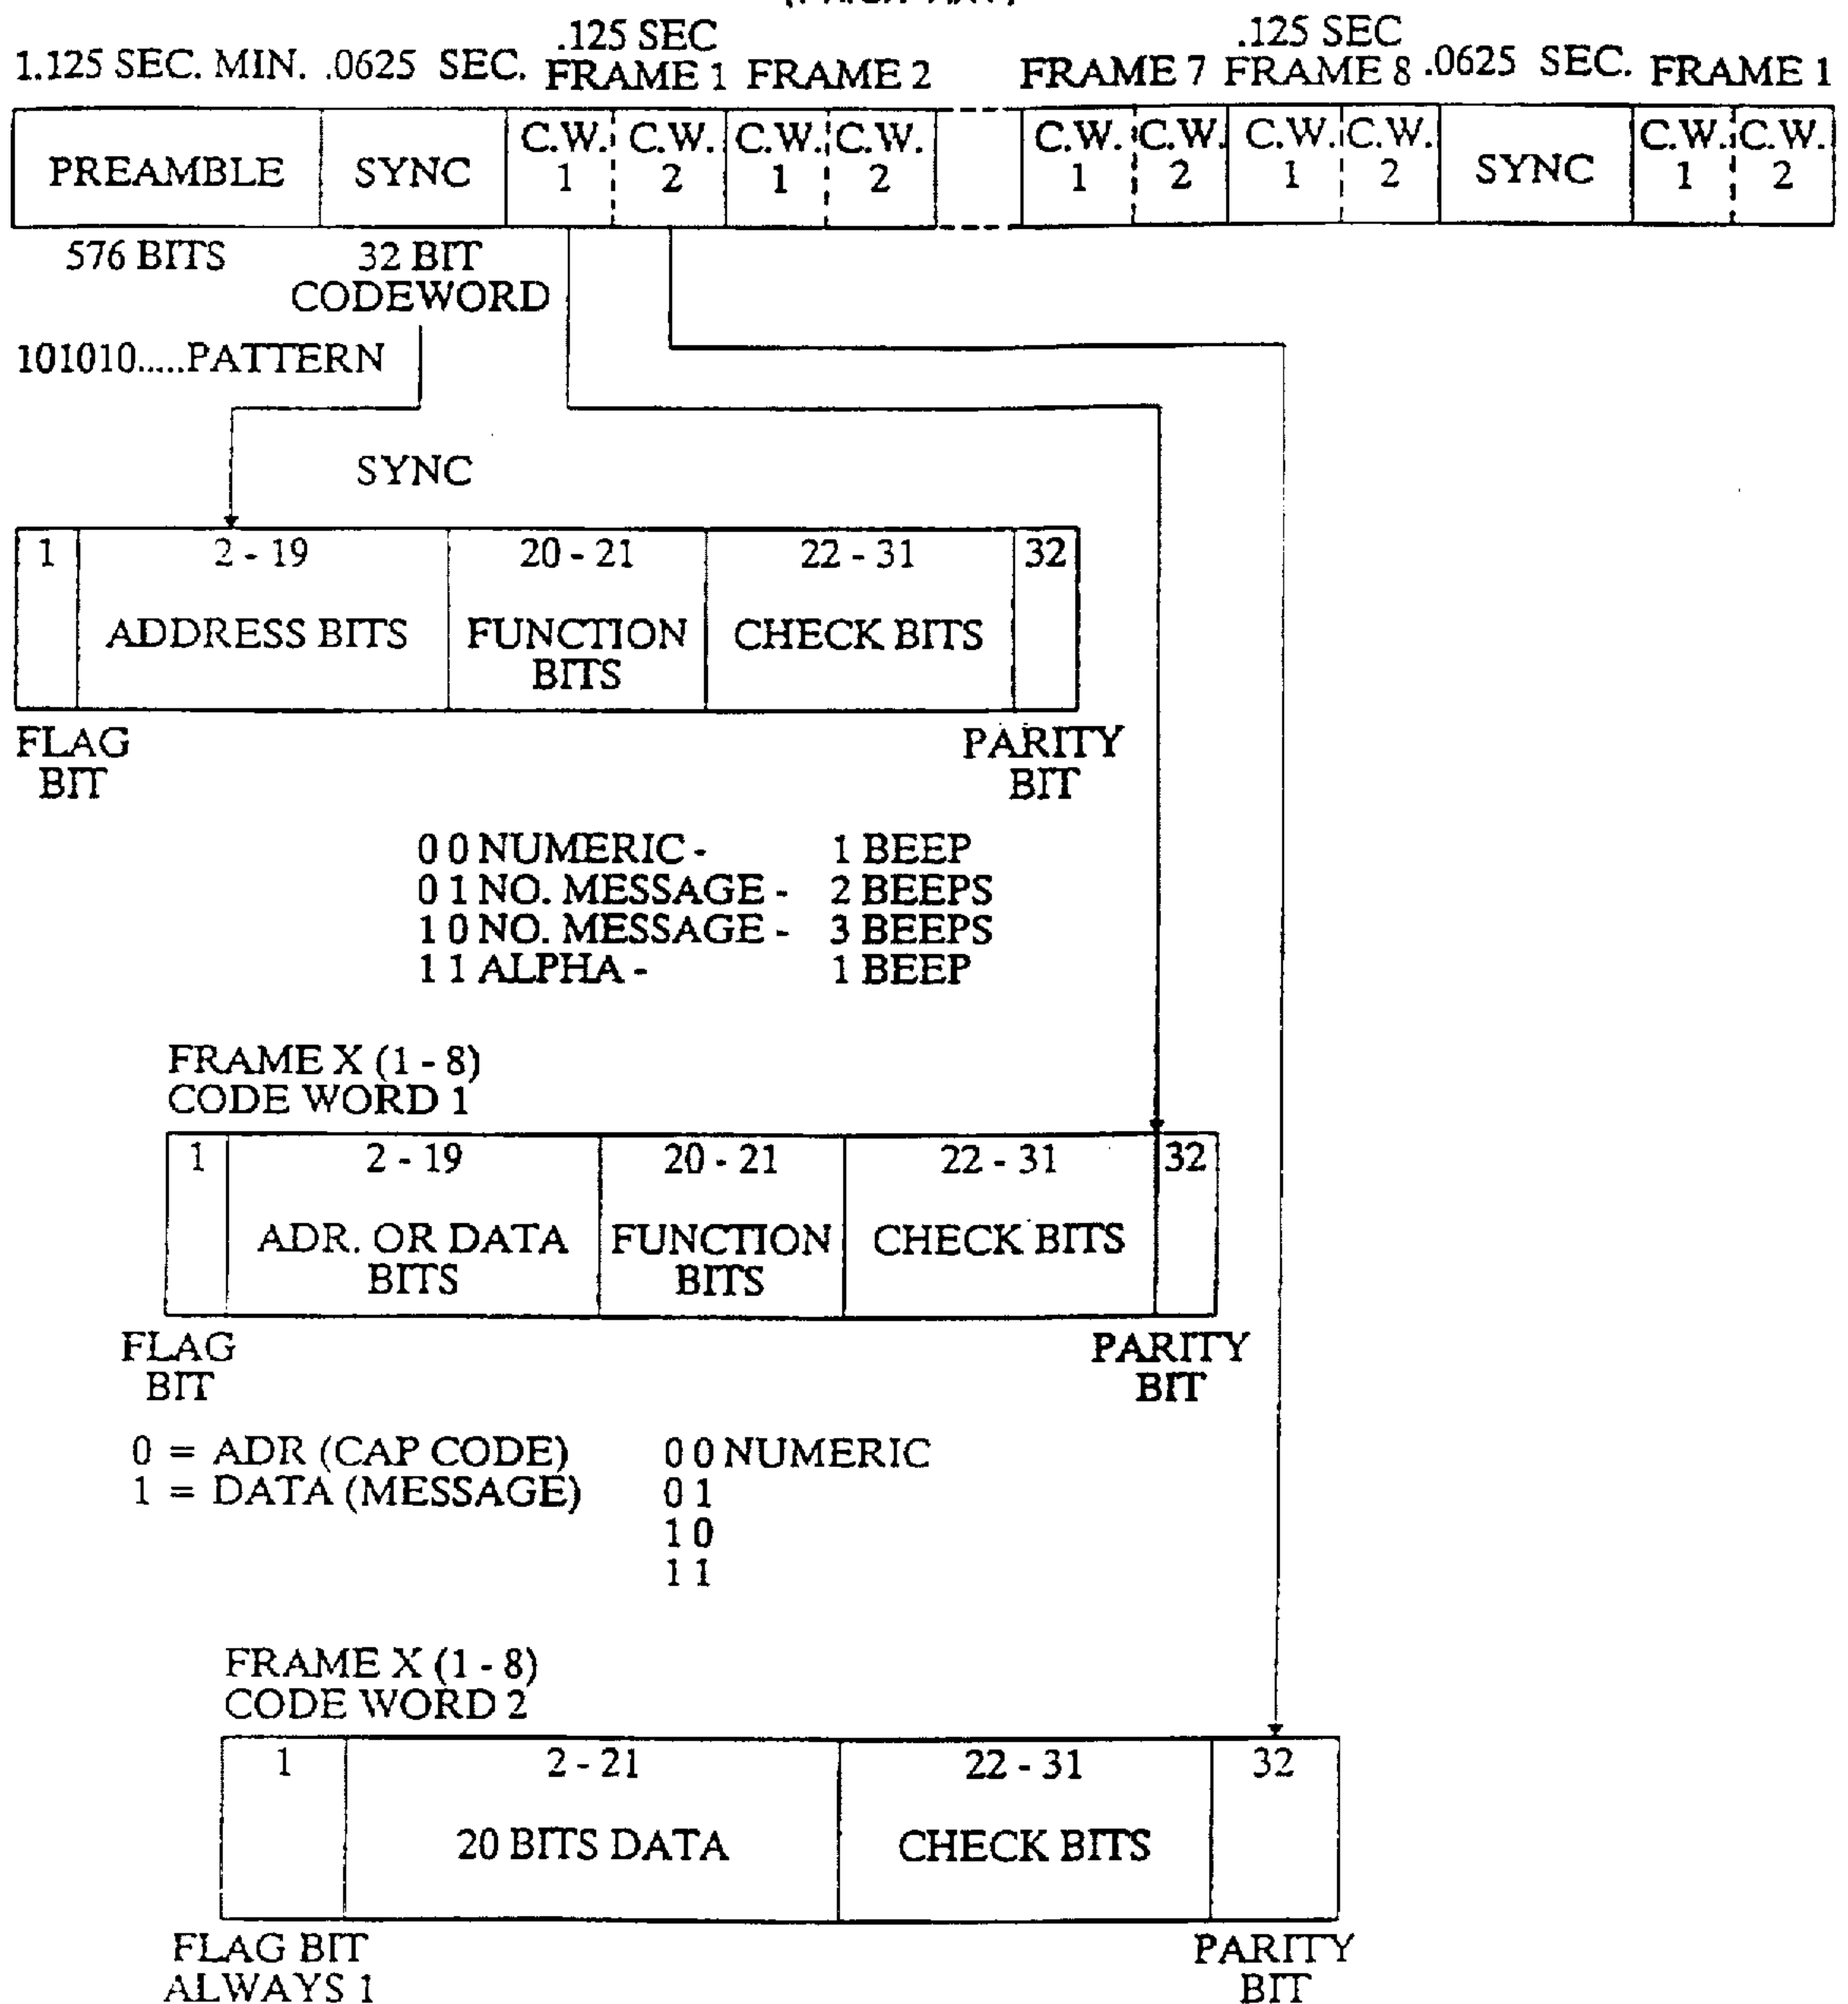 1.125 SEC. MIN. .0625 SEC. .125 SEC FRAME 1 FRAME 2 FRAME 7 .125 SEC FRAME 8 .0625 SEC. FRAME 1
PREAMBLE SYNC C.W. 1 C.W. 2 C.W. 1 C.W. 2 C.W. 1 C.W. 2 C.W. 1 C.W. 2 SYNC C.W. 1 C.W. 2
576 BITS 32 BIT
CODEWORD
101010.....PATTERN
SYNC
1 2 - 19 20 - 21 22 - 31 32
ADDRESS BITS FUNCTION BITS CHECK BITS
FLAG BIT PARITY BIT
0 0 NUMERIC - 1 BEEP
0 1 NO. MESSAGE - 2 BEEPS
1 0 NO. MESSAGE - 3 BEEPS
1 1 ALPHA - 1 BEEP
FRAME X (1 - 8)
CODE WORD 1
1 2 - 19 20 - 21 22 - 31 32
ADR. OR DATA BITS FUNCTION BITS CHECK BITS
FLAG BIT PARITY BIT
0 = ADR (CAP CODE) 0 0 NUMERIC
1 = DATA (MESSAGE) 0 1
1 0
1 1
FRAME X (1 - 8)
CODE WORD 2
1 2 - 21 22 - 31 32
20 BITS DATA CHECK BITS
FLAG BIT PARITY
ALWAYS 1 BIT